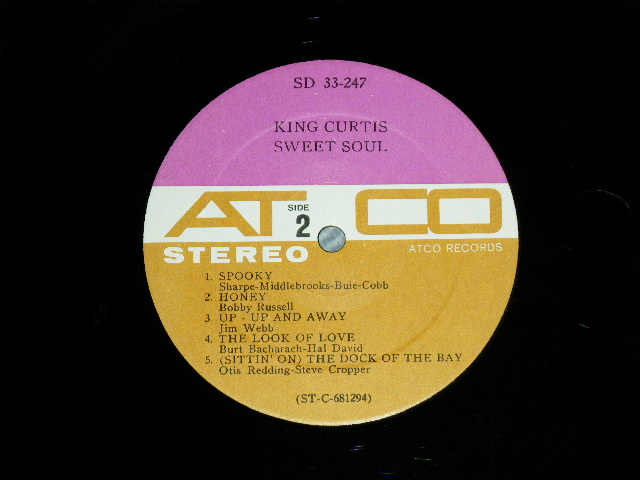 SD 33-247
KING CURTIS
SWEET SOUL
ATCO
SIDE
2
STEREO
ATCO RECORDS
1. SPOOKY
Sharpe-Middlebrooks-Buie-Cobb
2. HONEY
Bobby Russell
3. UP - UP AND AWAY
Jim Webb
4. THE LOOK OF LOVE
Burt Bacharach-Hal David
5. (SITTIN' ON) THE DOCK OF THE BAY
Otis Redding-Steve Cropper
(ST-C-681294)